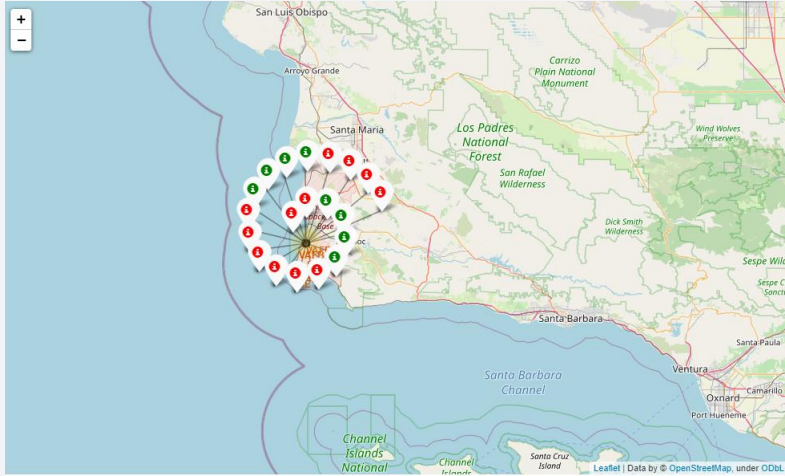 +
−
San Luis Obispo
Arroyo Grande
Carrizo
Plain National
Monument
Santa Maria
Los Padres
National
Forest
Wind Wolves
Preserve
San Rafael
Wilderness
Dick Smith
Wilderness
Base
Sespe
Santa Barbara
Santa Paula
Santa Barbara
Channel
Ventura
Camarillo
Oxnard
Port Hueneme
Channel
Islands
National
Channel
Islands
Santa Cruz
Island
Leaflet | Data by © OpenStreetMap, under ODbL